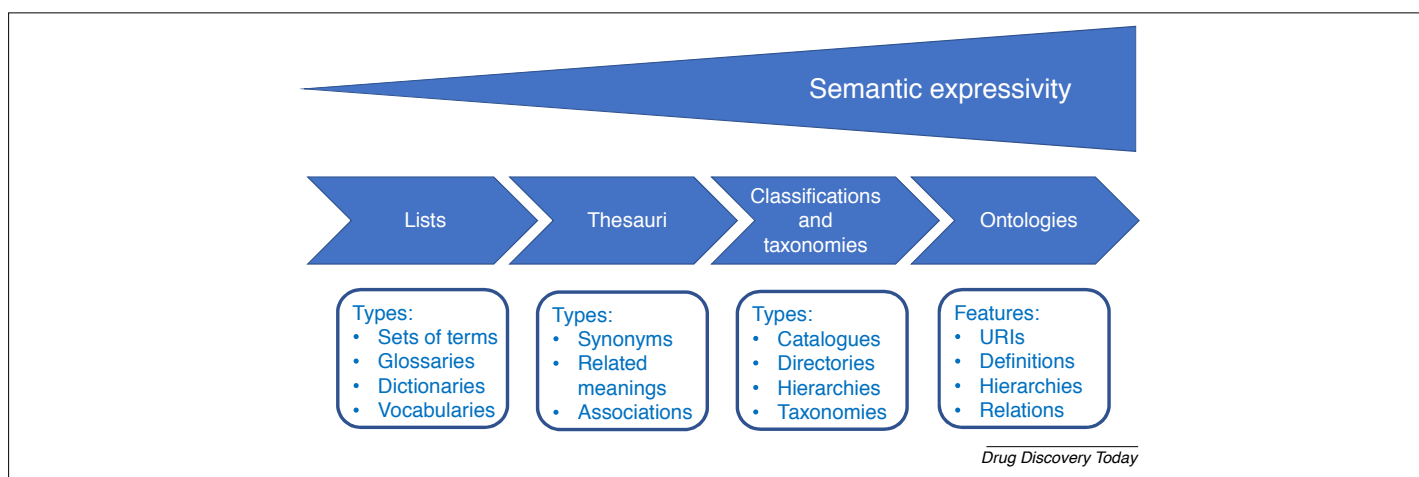 Semantic expressivity
Lists
Thesauri
Classifications
and
taxonomies
Ontologies
Types:
• Sets of terms
• Glossaries
• Dictionaries
• Vocabularies
Types:
• Synonyms
• Related
meanings
• Associations
Types:
• Catalogues
• Directories
• Hierarchies
• Taxonomies
Features:
• URIs
• Definitions
• Hierarchies
• Relations
Drug Discovery Today